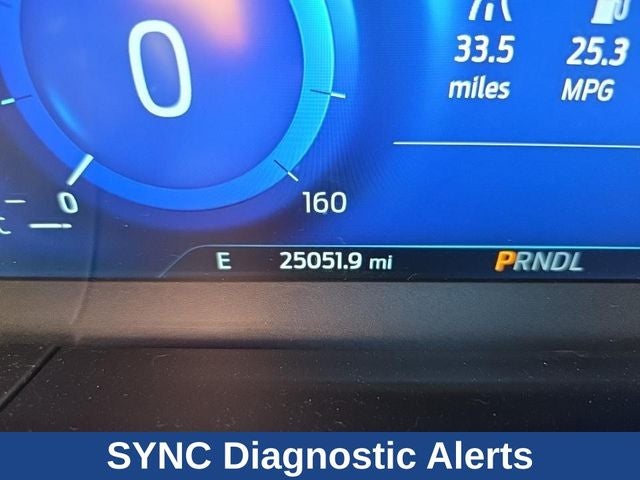 0
33.5
miles
25.3
MPG
0
160
E
25051.9 mi
PRNDL
SYNC Diagnostic Alerts